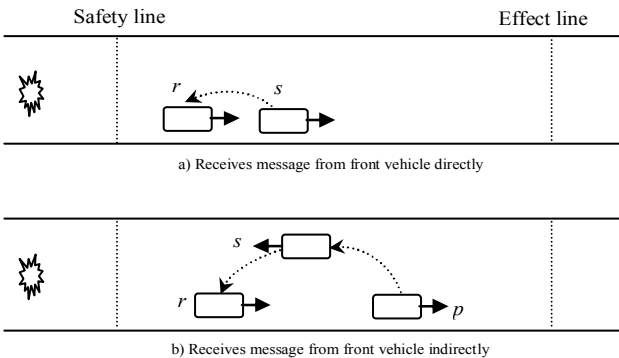 Safety line Effect line
r s
a) Receives message from front vehicle directly
s
r p
b) Receives message from front vehicle indirectly